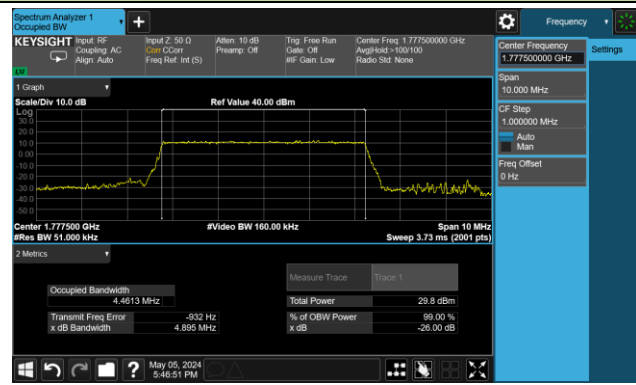 Spectrum Analyzer 1
Occupied BW
Frequency
KEYSIGHT Input: RF
Coupling: AC
Align: Auto
Input Z: 50 Ω
Corr CCorr
Freq Ref: Int (S)
Atten: 10 dB
Preamp: Off
Trig: Free Run
Gate: Off
#IF Gain: Low
Center Freq: 1.777500000 GHz
Avg|Hold:>100/100
Radio Std: None
Center Frequency
1.777500000 GHz
Settings
Span
10.000 MHz
CF Step
1.000000 MHz
Auto
Man
Freq Offset
0 Hz
1 Graph
Scale/Div 10.0 dB
Ref Value 40.00 dBm
Log
30.0
20.0
10.0
0.00
-10.0
-20.0
-30.0
-40.0
-50.0
Center 1.777500 GHz
#Video BW 160.00 kHz
Span 10 MHz
#Res BW 51.000 kHz
Sweep 3.73 ms (2001 pts)
2 Metrics
Measure Trace
Trace 1
Occupied Bandwidth
4.4613 MHz
Total Power
29.8 dBm
Transmit Freq Error
-932 Hz
% of OBW Power
99.00 %
x dB Bandwidth
4.895 MHz
x dB
-26.00 dB
May 05, 2024
5:46:51 PM